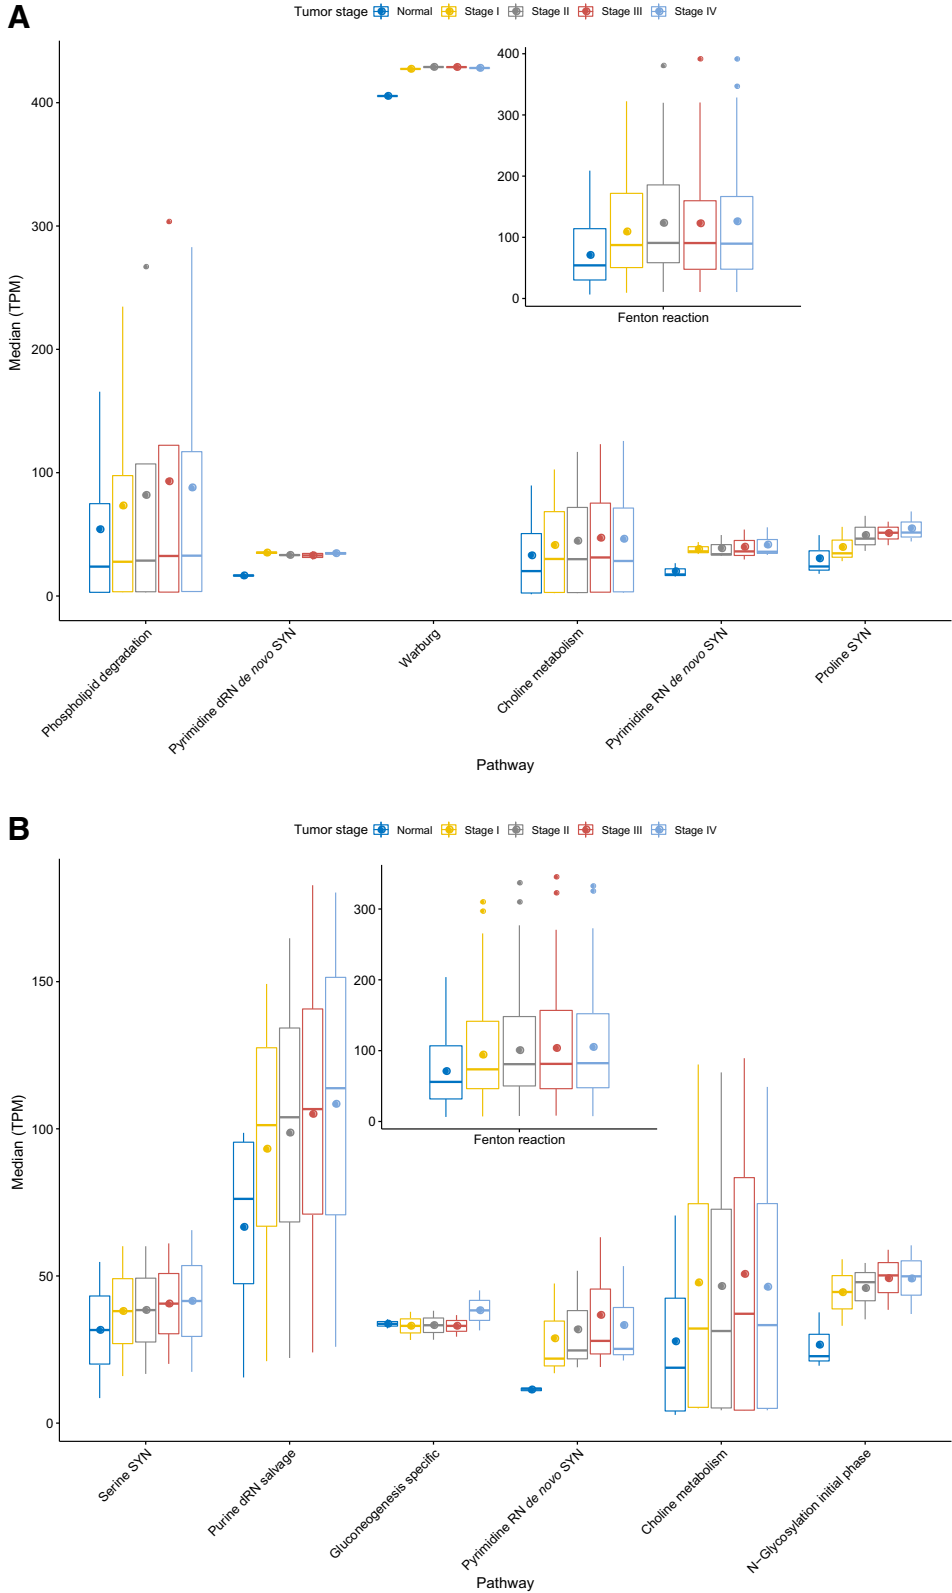 A
Tumor stage Normal Stage I Stage II Stage III Stage IV
400
300
200
100
0
Median (TPM)
400
300
200
100
0
Fenton reaction
Phospholipid degradation
Pyrimidine dRN de novo SYN
Warburg
Choline metabolism
Pyrimidine RN de novo SYN
Proline SYN
Pathway
B
Tumor stage Normal Stage I Stage II Stage III Stage IV
150
100
50
0
Median (TPM)
300
200
100
0
Fenton reaction
Serine SYN
Purine dRN salvage
Gluconeogenesis specific
Pyrimidine RN de novo SYN
Choline metabolism
N−Glycosylation initial phase
Pathway